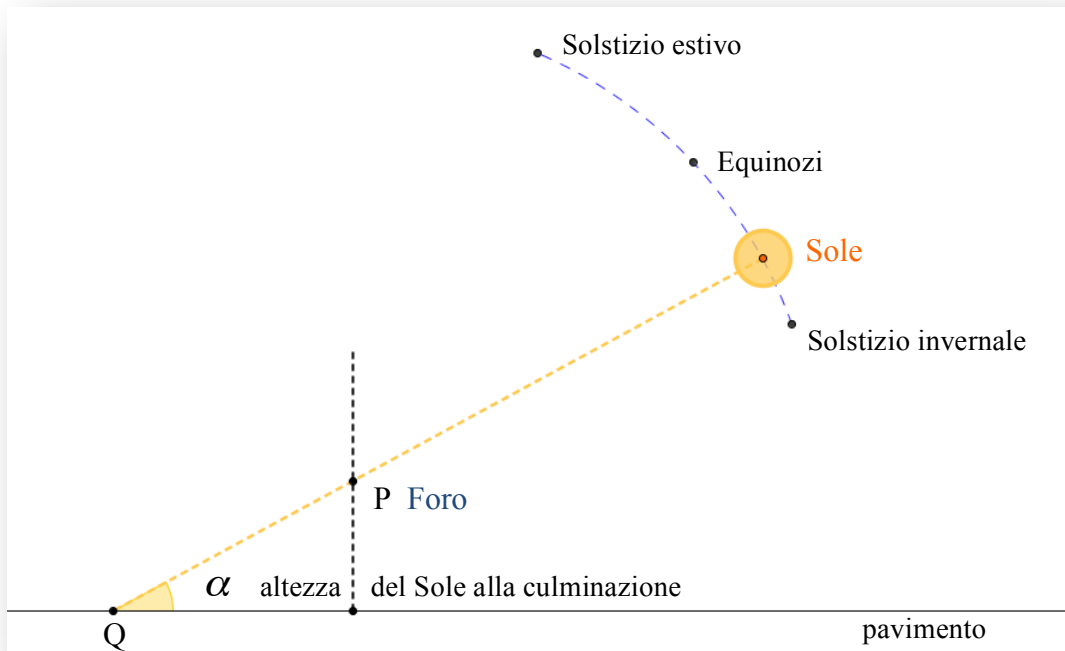 Solstizio estivo
Equinozi
Sole
Solstizio invernale
P Foro
α altezza del Sole alla culminazione
Q
pavimento